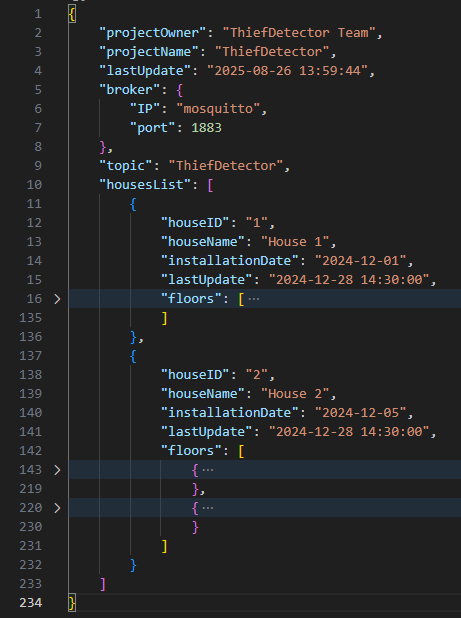 1 {
2 "projectOwner": "ThiefDetector Team",
3 "projectName": "ThiefDetector",
4 "lastUpdate": "2025-08-26 13:59:44",
5 "broker": {
6 "IP": "mosquitto",
7 "port": 1883
8 },
9 "topic": "ThiefDetector",
10 "housesList": [
11 {
12 "houseID": "1",
13 "houseName": "House 1",
14 "installationDate": "2024-12-01",
15 "lastUpdate": "2024-12-28 14:30:00",
16 > "floors": [ ···
135 ]
136 },
137 {
138 "houseID": "2",
139 "houseName": "House 2",
140 "installationDate": "2024-12-05",
141 "lastUpdate": "2024-12-28 14:30:00",
142 "floors": [
143 > { ···
219 },
220 > { ···
230 }
231 ]
232 }
233 ]
234 }